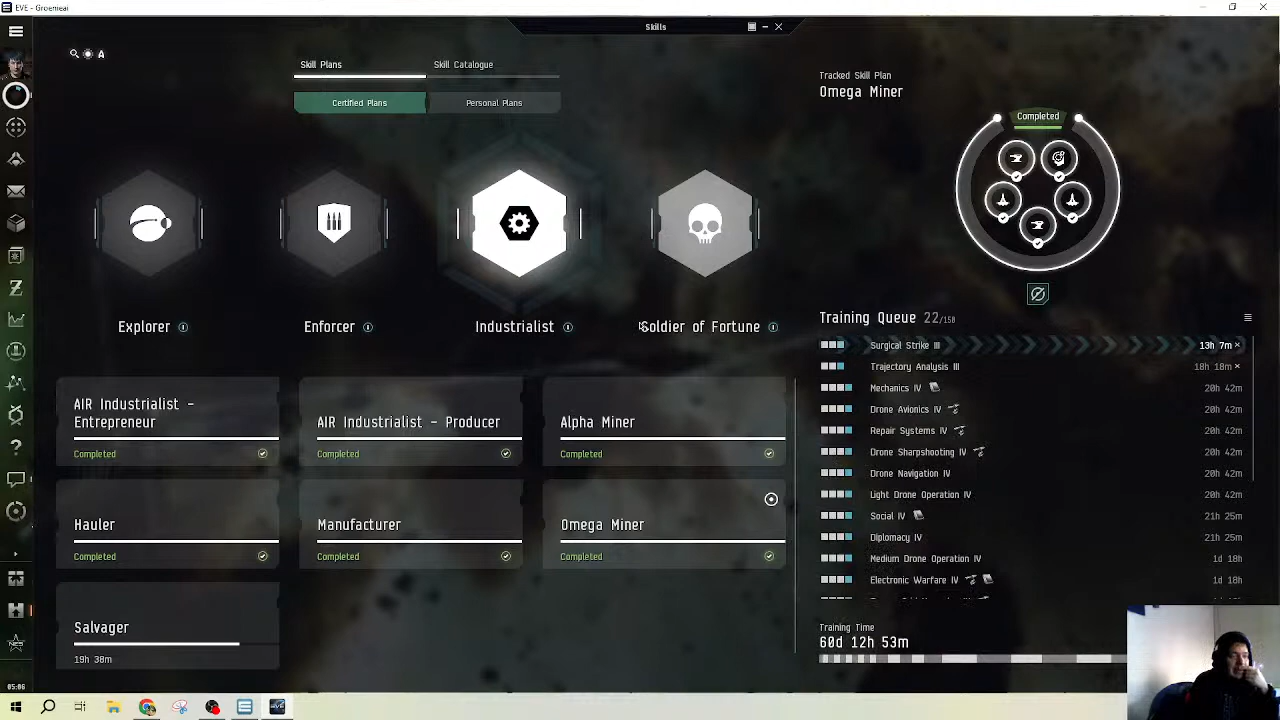 EVE - Groemeai
Skills
A
Skill Plans
Skill Catalogue
Certified Plans
Personal Plans
Tracked Skill Plan
Omega Miner
Completed
Explorer
Enforcer
Industrialist
Soldier of Fortune
Training Queue 22/150
Surgical Strike III 13h 7m ×
Trajectory Analysis III 18h 18m ×
Mechanics IV 20h 42m
Drone Avionics IV 20h 42m
Repair Systems IV 20h 42m
Drone Sharpshooting IV 20h 42m
Drone Navigation IV 20h 42m
Light Drone Operation IV 20h 42m
Social IV 21h 25m
Diplomacy IV 21h 25m
Medium Drone Operation IV 1d 18h
Electronic Warfare IV 1d 18h
Training Time
60d 12h 53m
AIR Industrialist -
Entrepreneur
Completed
AIR Industrialist - Producer
Completed
Alpha Miner
Completed
Hauler
Completed
Manufacturer
Completed
Omega Miner
Completed
Salvager
19h 38m
05:06